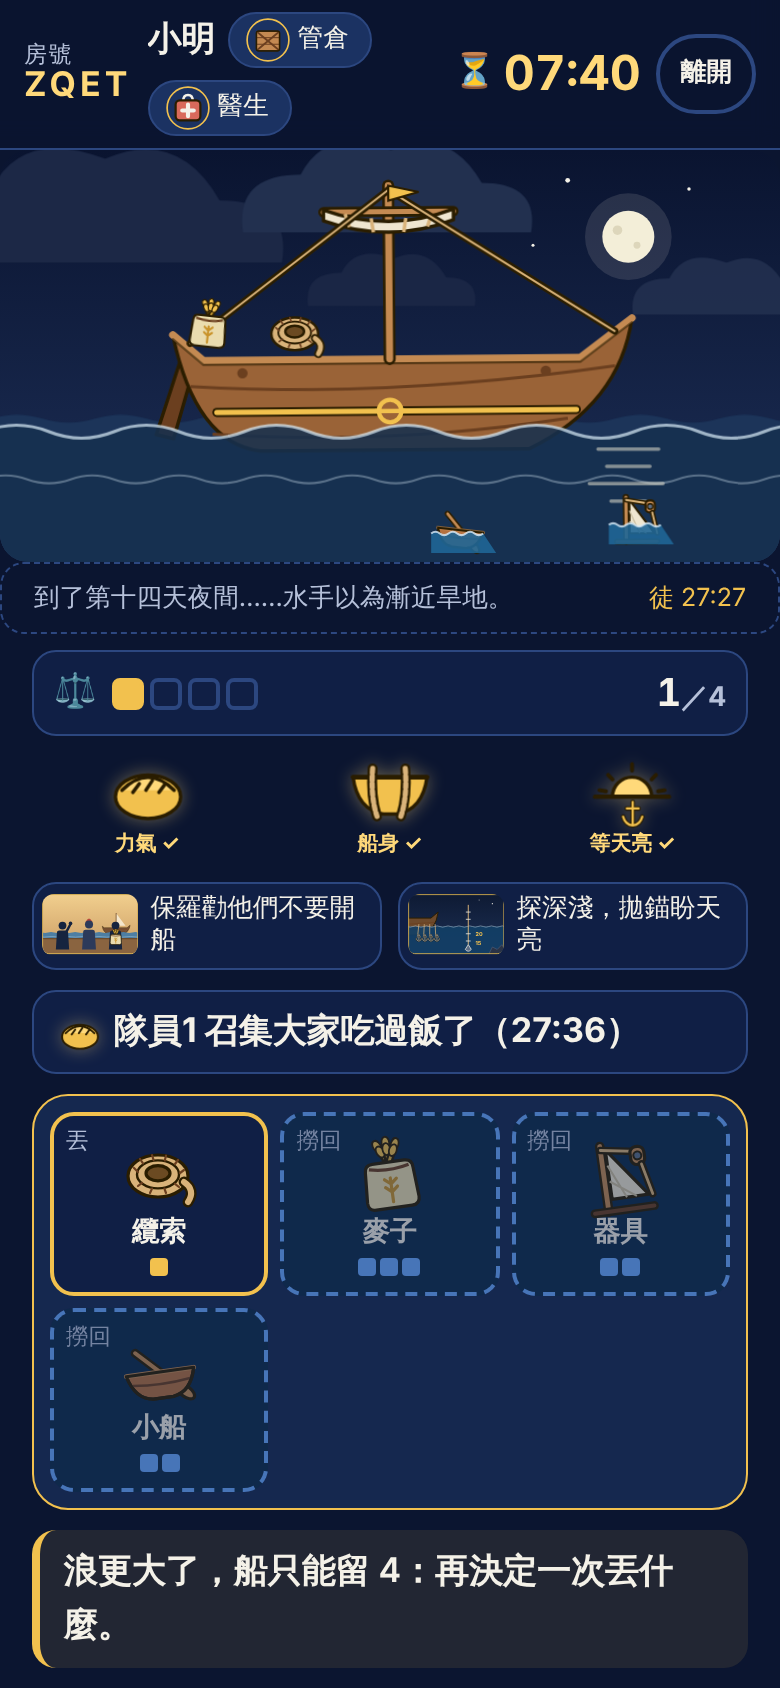 房號
ZQET
小明
管倉
醫生
07:40
離開
到了第十四天夜間……水手以為漸近旱地。
徒 27:27
1／4
力氣 ✓
船身 ✓
等天亮 ✓
保羅勸他們不要開
船
探深淺，拋錨盼天
亮
20
15
隊員1 召集大家吃過飯了（27:36）
丟
纜索
撈回
麥子
撈回
器具
撈回
小船
浪更大了，船只能留 4：再決定一次丟什
麼。